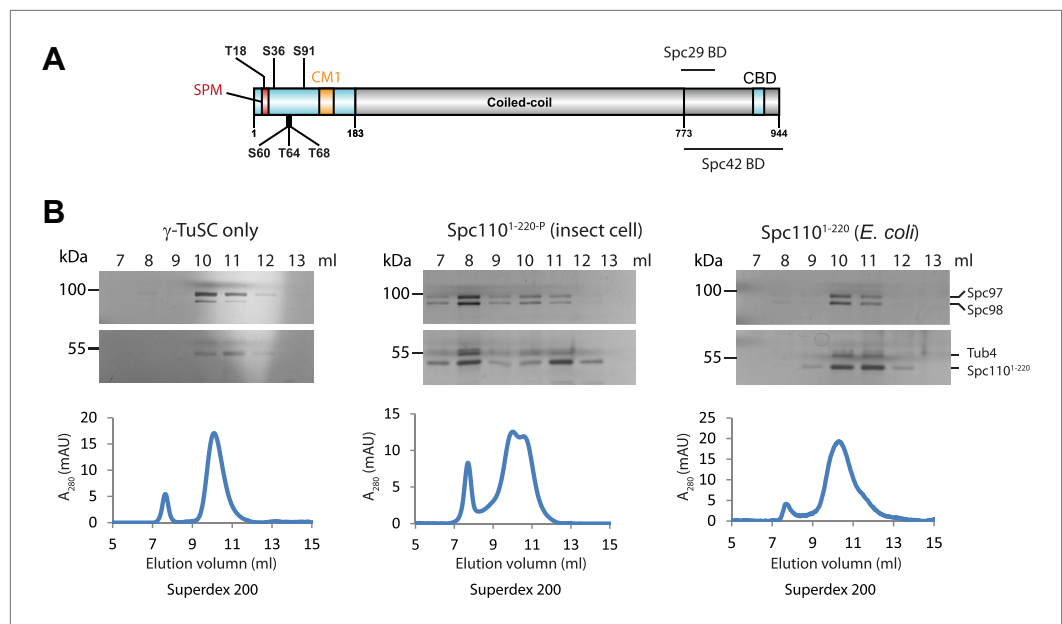 A
T18 S36 S91
Spc29 BD
SPM
CM1
CBD
Coiled-coil
1 183 773 944
S60 T64 T68
Spc42 BD
B
γ-TuSC only
kDa 7 8 9 10 11 12 13 ml
100
55
20
15
10
5
0
A280 (mAU)
5 7 9 11 13 15
Elution volumn (ml)
Superdex 200
Spc110 1-220-P (insect cell)
kDa 7 8 9 10 11 12 13 ml
100
55
15
10
5
0
A280 (mAU)
5 7 9 11 13 15
Elution volumn (ml)
Superdex 200
Spc110 1-220 (E. coli)
kDa 7 8 9 10 11 12 13 ml
100
55
Spc97
Spc98
Tub4
Spc110 1-220
25
20
15
10
5
0
A280 (mAU)
5 7 9 11 13 15
Elution volumn (ml)
Superdex 200